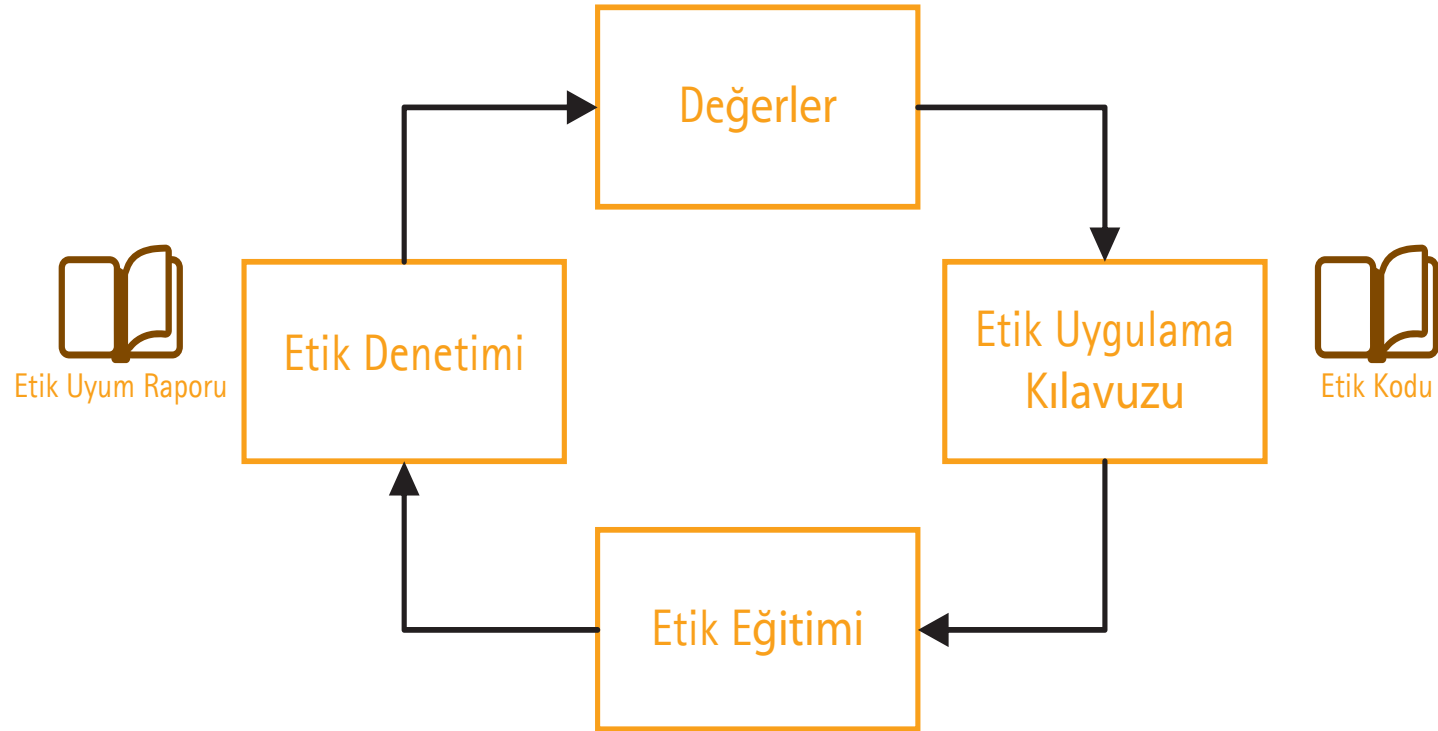 Değerler
Etik Uygulama
Kılavuzu
Etik Kodu
Etik Eğitimi
Etik Denetimi
Etik Uyum Raporu